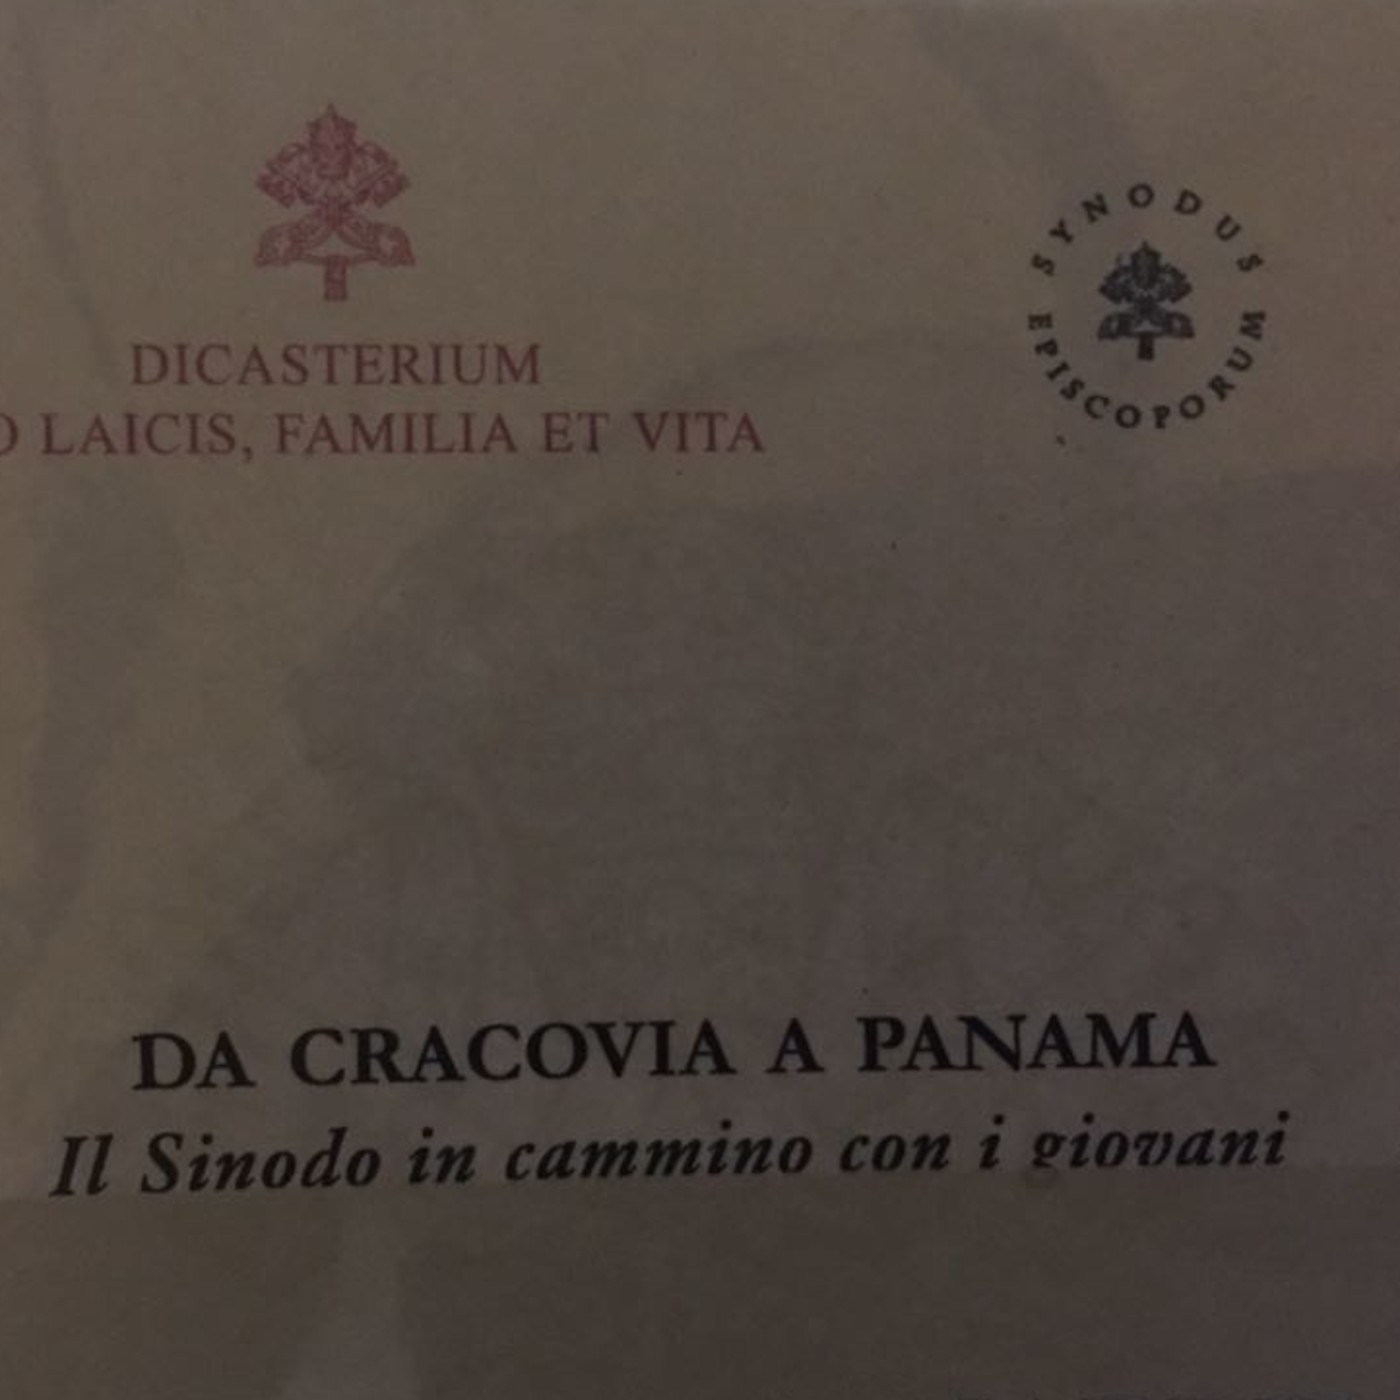 DICASTERIUM
O LAICIS, FAMILIA ET VITA
SYNODUS EPISCOPORUM
DA CRACOVIA A PANAMA
Il Sinodo in cammino con i giovani